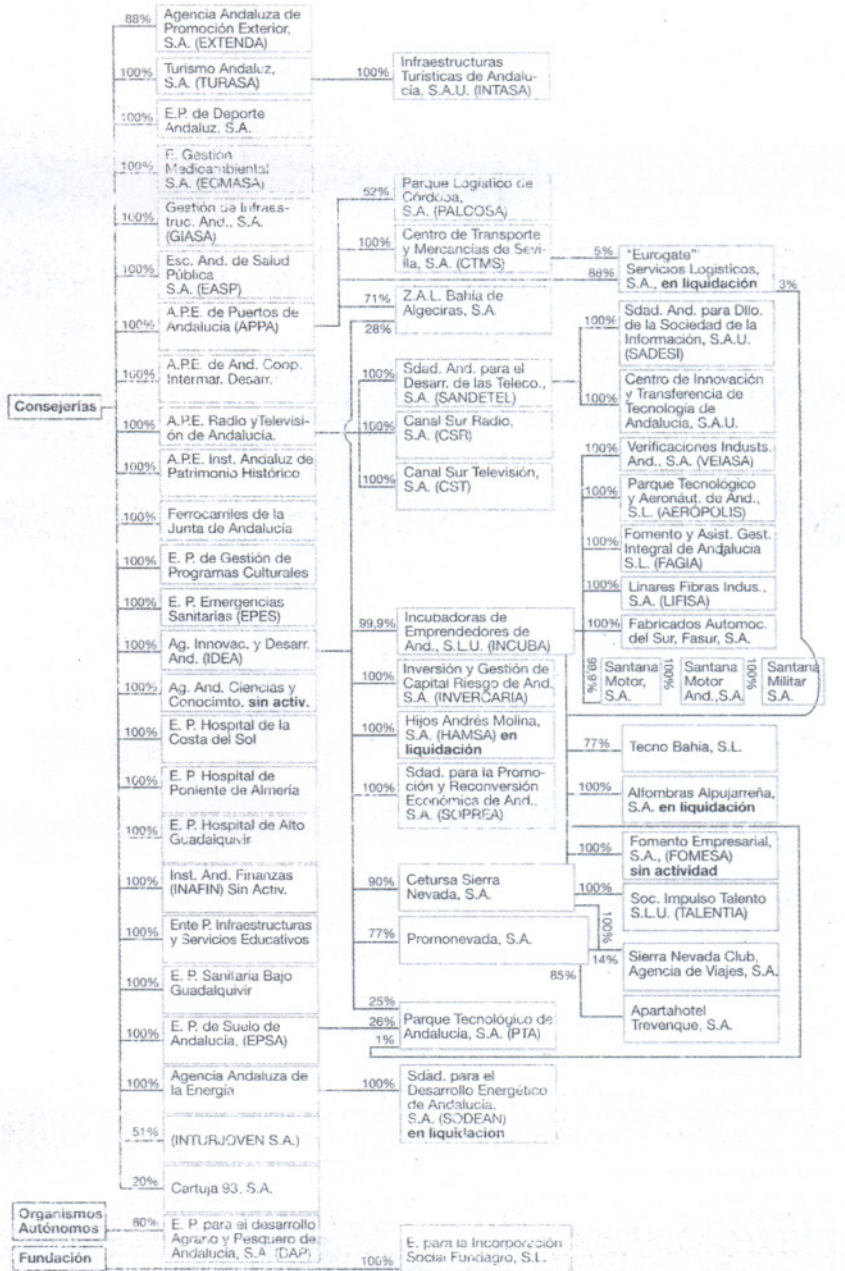 88%
Agencia Andaluza de
Promoción Exterior,
S.A. (EXTENDA)
100%
Turismo Andaluz,
S.A. (TURASA)
100%
Infraestructuras
Turísticas de Andalu-
cía, S.A.U. (INTASA)
100%
E.P. de Deporte
Andaluz, S.A.
100%
E. Gestión
Medioambiental
S.A. (EGMASA)
100%
Gestión de Infraes-
truc. And., S.A.
(GIASA)
100%
Esc. And. de Salud
Pública
S.A. (EASP)
100%
A.P.E. de Puertos de
Andalucía (APPA)
52%
Parque Logístico de
Córdoba,
S.A. (PALCOSA)
100%
Centro de Transporte
y Mercancías de Sevi-
lla, S.A. (CTMS)
5%
88%
"Eurogate"
Servicios Logísticos,
S.A., en liquidación
3%
71%
28%
Z.A.L. Bahía de
Algeciras, S.A.
100%
A.P.E. de And. Coop.
Intermar. Desarr.
Consejerías
100%
A.P.E. Radio yTelevisi-
ón de Andalucía.
100%
Sdad. And. para el
Desarr. de las Teleco.,
S.A. (SANDETEL)
100%
Canal Sur Radio,
S.A. (CSR)
100%
Canal Sur Televisión,
S.A. (CST)
100%
Sdad. And. para Dllo.
de la Sociedad de la
Información, S.A.U.
(SADESI)
100%
Centro de Innovación
y Transferencia de
Tecnología de
Andalucía, S.A.U.
100%
A.P.E. Inst. Andaluz de
Patrimonio Histórico
100%
Ferrocarriles de la
Junta de Andalucía
100%
E. P. de Gestión de
Programas Culturales
100%
E. P. Emergencias
Sanitarias (EPES)
100%
Ag. Innovac. y Desarr.
And. (IDEA)
100%
Verificaciones Industs.
And., S.A. (VEIASA)
100%
Parque Tecnológico
y Aeronáut. de And.,
S.L. (AERÓPOLIS)
100%
Fomento y Asist. Gest.
Integral de Andalucia
S.L. (FAGIA)
100%
Linares Fibras Indus.,
S.A. (LIFISA)
100%
Fabricados Automoc.
del Sur, Fasur, S.A.
99,9%
Santana
Motor,
S.A.
100%
Santana
Motor
And.,S.A.
100%
Santana
Militar
S.A.
99,9%
Incubadoras de
Emprendedores de
And., S.L.U. (INCUBA)
100%
Inversión y Gestión de
Capital Riesgo de And.
S.A. (INVERCARIA)
100%
Hijos Andrés Molina,
S.A. (HAMSA) en
liquidación
100%
Sdad. para la Promo-
ción y Reconversión
Económica de And.,
S.A. (SOPREA)
77%
Tecno Bahía, S.L.
100%
Alfombras Alpujarreña,
S.A. en liquidación
100%
Fomento Empresarial,
S.A., (FOMESA)
sin actividad
100%
Soc. Impulso Talento
S.L.U. (TALENTIA)
90%
Cetursa Sierra
Nevada, S.A.
77%
Promonevada, S.A.
100%
14%
Sierra Nevada Club,
Agencia de Viajes, S.A.
85%
Apartahotel
Trevenque, S.A.
100%
Ag. And. Ciencias y
Conocimto. sin activ.
100%
E. P. Hospital de la
Costa del Sol
100%
E. P. Hospital de
Poniente de Almería
100%
E. P. Hospital de Alto
Guadalquivir
100%
Inst. And. Finanzas
(INAFIN) Sin Activ.
100%
Ente P. Infraestructuras
y Servicios Educativos
100%
E. P. Sanitaria Bajo
Guadalquivir
100%
E. P. de Suelo de
Andalucía, (EPSA)
25%
26%
1%
Parque Tecnológico de
Andalucía, S.A. (PTA)
100%
Agencia Andaluza de
la Energía
100%
Sdad. para el
Desarrollo Energético
de Andalucía.
S.A. (SODEAN)
en liquidacion
51%
(INTURJOVEN S.A.)
20%
Cartuja 93, S.A.
Organismos
Autónomos
80%
E. P. para el desarrollo
Agrario y Pesquero de
Andalucía, S.A. (DAP)
Fundación
100%
E. para la Incorporación
Social Fundagro, S.L.